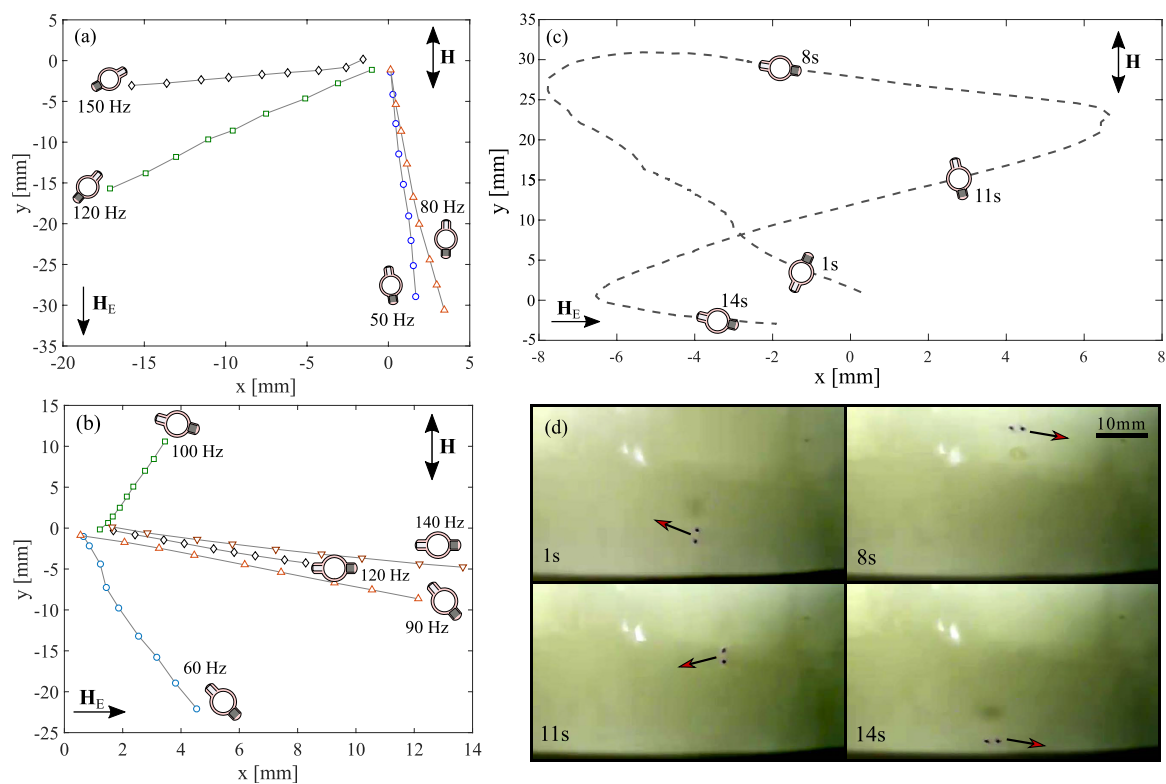 (a)
H
150 Hz
120 Hz
80 Hz
50 Hz
H_E
y [mm]
5
0
-5
-10
-15
-20
-25
-30
-35
-20 -15 -10 -5 0 5
x [mm]
(c)
H
8s
11s
1s
14s
H_E
y [mm]
35
30
25
20
15
10
5
0
-5
-8 -6 -4 -2 0 2 4 6 8
x [mm]
(b)
H
100 Hz
140 Hz
120 Hz
90 Hz
60 Hz
H_E
y [mm]
15
10
5
0
-5
-10
-15
-20
-25
0 2 4 6 8 10 12 14
x [mm]
(d)
10mm
1s
8s
11s
14s